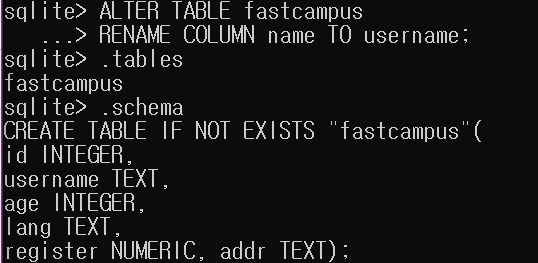 sqlite> ALTER TABLE fastcampus
   ...> RENAME COLUMN name TO username;
sqlite> .tables
fastcampus
sqlite> .schema
CREATE TABLE IF NOT EXISTS "fastcampus"(
id INTEGER,
username TEXT,
age INTEGER,
lang TEXT,
register NUMERIC, addr TEXT);